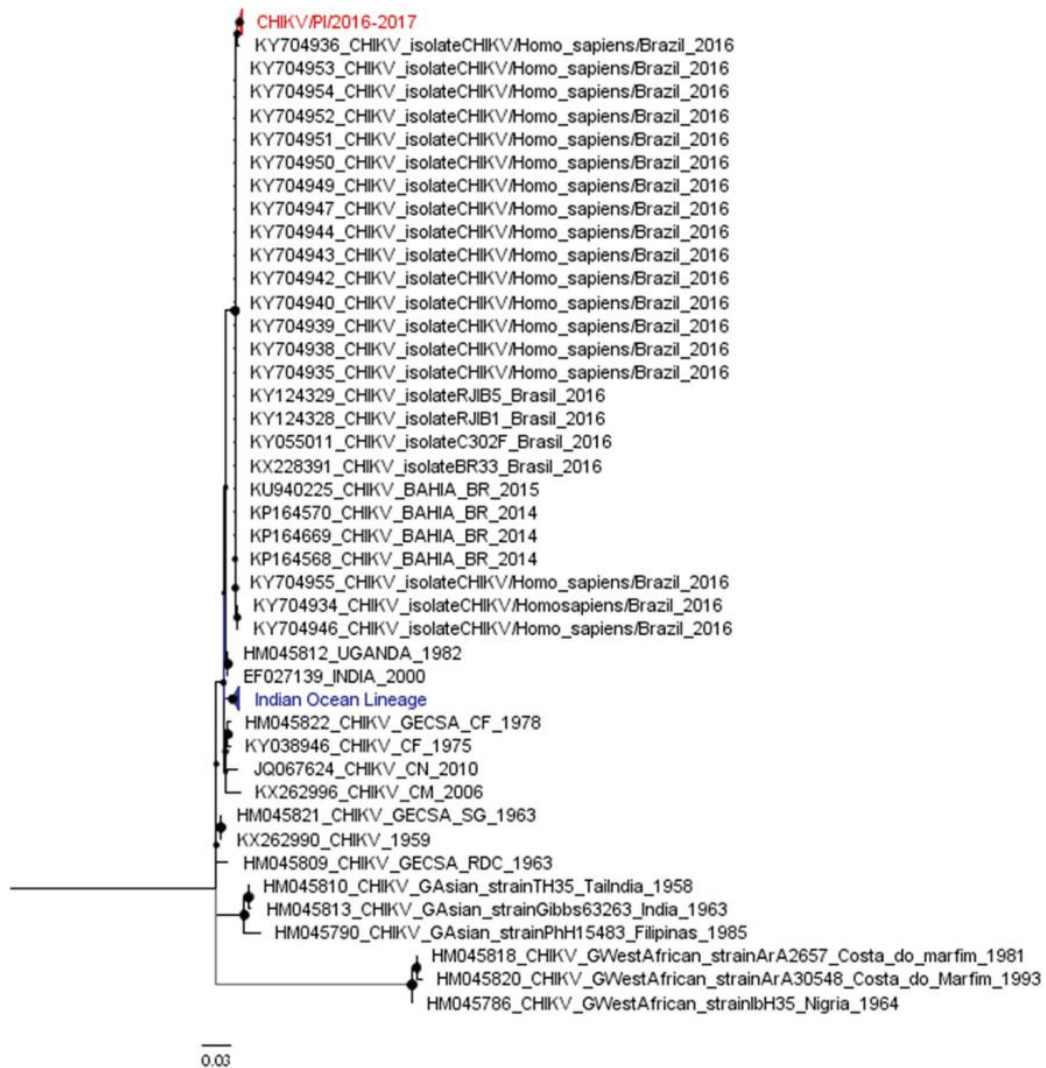 CHIKV/PI/2016-2017
KY704936_CHIKV_isolateCHIKV/Homo_sapiens/Brazil_2016
KY704953_CHIKV_isolateCHIKV/Homo_sapiens/Brazil_2016
KY704954_CHIKV_isolateCHIKV/Homo_sapiens/Brazil_2016
KY704952_CHIKV_isolateCHIKV/Homo_sapiens/Brazil_2016
KY704951_CHIKV_isolateCHIKV/Homo_sapiens/Brazil_2016
KY704950_CHIKV_isolateCHIKV/Homo_sapiens/Brazil_2016
KY704949_CHIKV_isolateCHIKV/Homo_sapiens/Brazil_2016
KY704947_CHIKV_isolateCHIKV/Homo_sapiens/Brazil_2016
KY704944_CHIKV_isolateCHIKV/Homo_sapiens/Brazil_2016
KY704943_CHIKV_isolateCHIKV/Homo_sapiens/Brazil_2016
KY704942_CHIKV_isolateCHIKV/Homo_sapiens/Brazil_2016
KY704940_CHIKV_isolateCHIKV/Homo_sapiens/Brazil_2016
KY704939_CHIKV_isolateCHIKV/Homo_sapiens/Brazil_2016
KY704938_CHIKV_isolateCHIKV/Homo_sapiens/Brazil_2016
KY704935_CHIKV_isolateCHIKV/Homo_sapiens/Brazil_2016
KY124329_CHIKV_isolateRJIB5_Brasil_2016
KY124328_CHIKV_isolateRJIB1_Brasil_2016
KY055011_CHIKV_isolateC302F_Brasil_2016
KX228391_CHIKV_isolateBR33_Brasil_2016
KU940225_CHIKV_BAHIA_BR_2015
KP164570_CHIKV_BAHIA_BR_2014
KP164669_CHIKV_BAHIA_BR_2014
KP164568_CHIKV_BAHIA_BR_2014
KY704955_CHIKV_isolateCHIKV/Homo_sapiens/Brazil_2016
KY704934_CHIKV_isolateCHIKV/Homosapiens/Brazil_2016
KY704946_CHIKV_isolateCHIKV/Homo_sapiens/Brazil_2016
HM045812_UGANDA_1982
EF027139_INDIA_2000
Indian Ocean Lineage
HM045822_CHIKV_GECSA_CF_1978
KY038946_CHIKV_CF_1975
JQ067624_CHIKV_CN_2010
KX262996_CHIKV_CM_2006
HM045821_CHIKV_GECSA_SG_1963
KX262990_CHIKV_1959
HM045809_CHIKV_GECSA_RDC_1963
HM045810_CHIKV_GAsian_strainTH35_Tailndia_1958
HM045813_CHIKV_GAsian_strainGibbs63263_India_1963
HM045790_CHIKV_GAsian_strainPhH15483_Filipinas_1985
HM045818_CHIKV_GWestAfrican_strainArA2657_Costa_do_marfim_1981
HM045820_CHIKV_GWestAfrican_strainArA30548_Costa_do_Marfim_1993
HM045786_CHIKV_GWestAfrican_strainIbH35_Nigria_1964
0.03